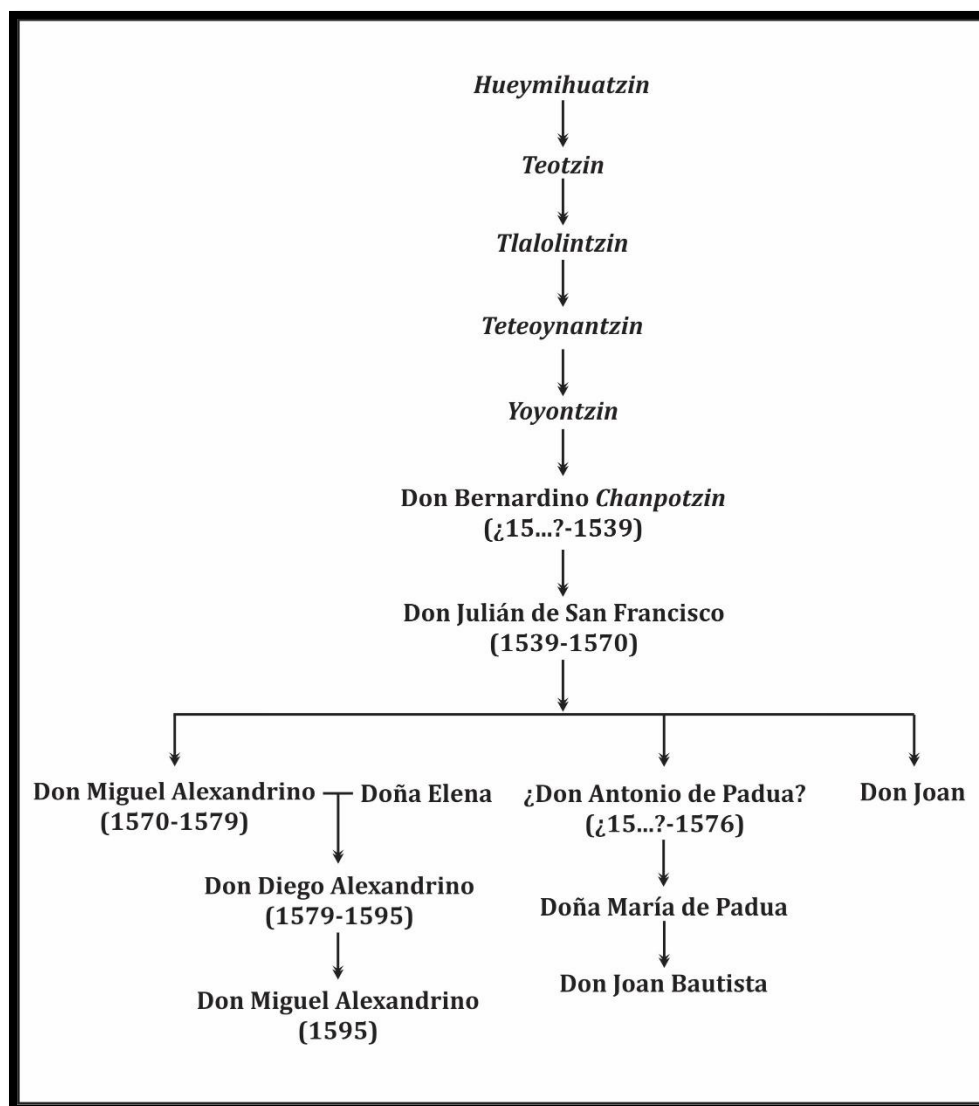 Hueymihuatzin
Teotzin
Tlalolintzin
Teteoynantzin
Yoyontzin
Don Bernardino Chanpotzin
(¿15...?-1539)
Don Julián de San Francisco
(1539-1570)
Don Miguel Alexandrino
(1570-1579)
Doña Elena
¿Don Antonio de Padua?
(¿15...?-1576)
Don Joan
Don Diego Alexandrino
(1579-1595)
Doña María de Padua
Don Miguel Alexandrino
(1595)
Don Joan Bautista